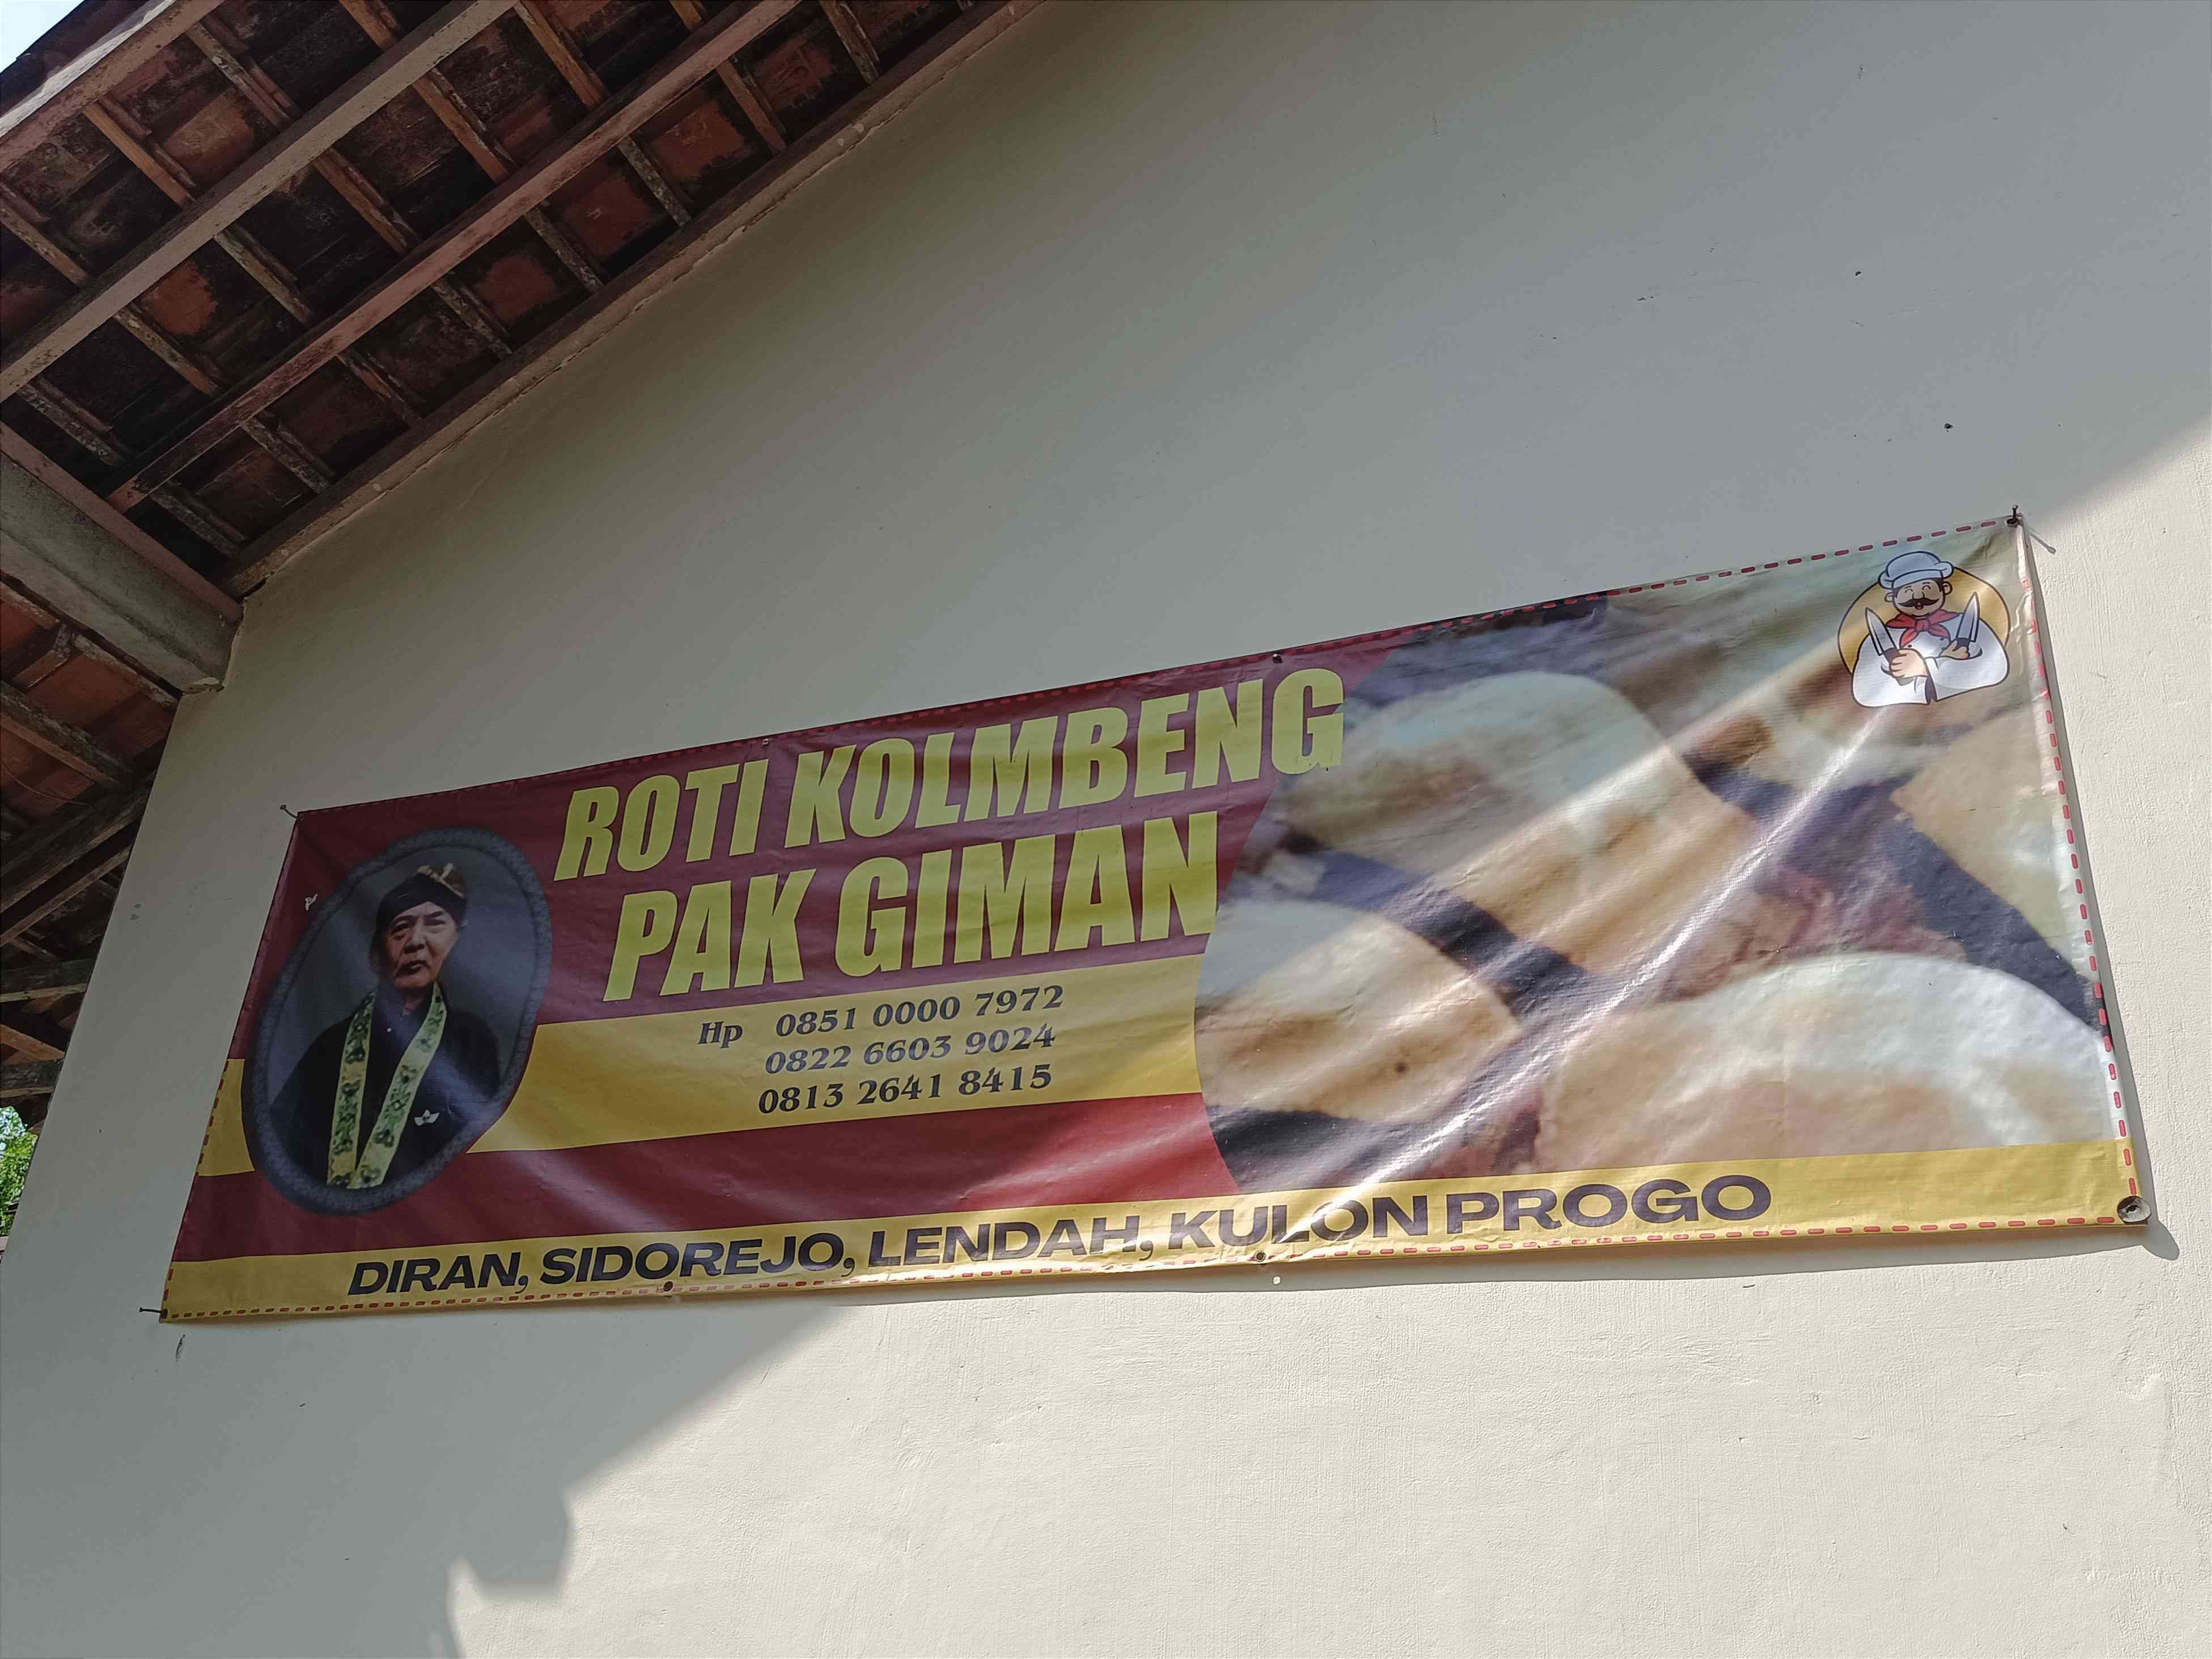 ROTI KOLMBENG
PAK GIMAN
Hp 0851 0000 7972
0822 6603 9024
0813 2641 8415
DIRAN, SIDOREJO, LENDAH, KULON PROGO